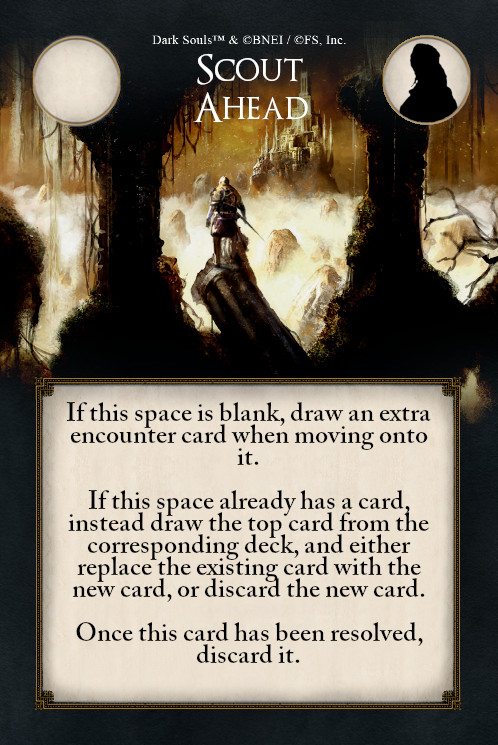 Dark Souls™ & ©BNEI / ©FS, Inc.
Scout
Ahead
If this space is blank, draw an extra
encounter card when moving onto
it.
If this space already has a card,
instead draw the top card from the
corresponding deck, and either
replace the existing card with the
new card, or discard the new card.
Once this card has been resolved,
discard it.